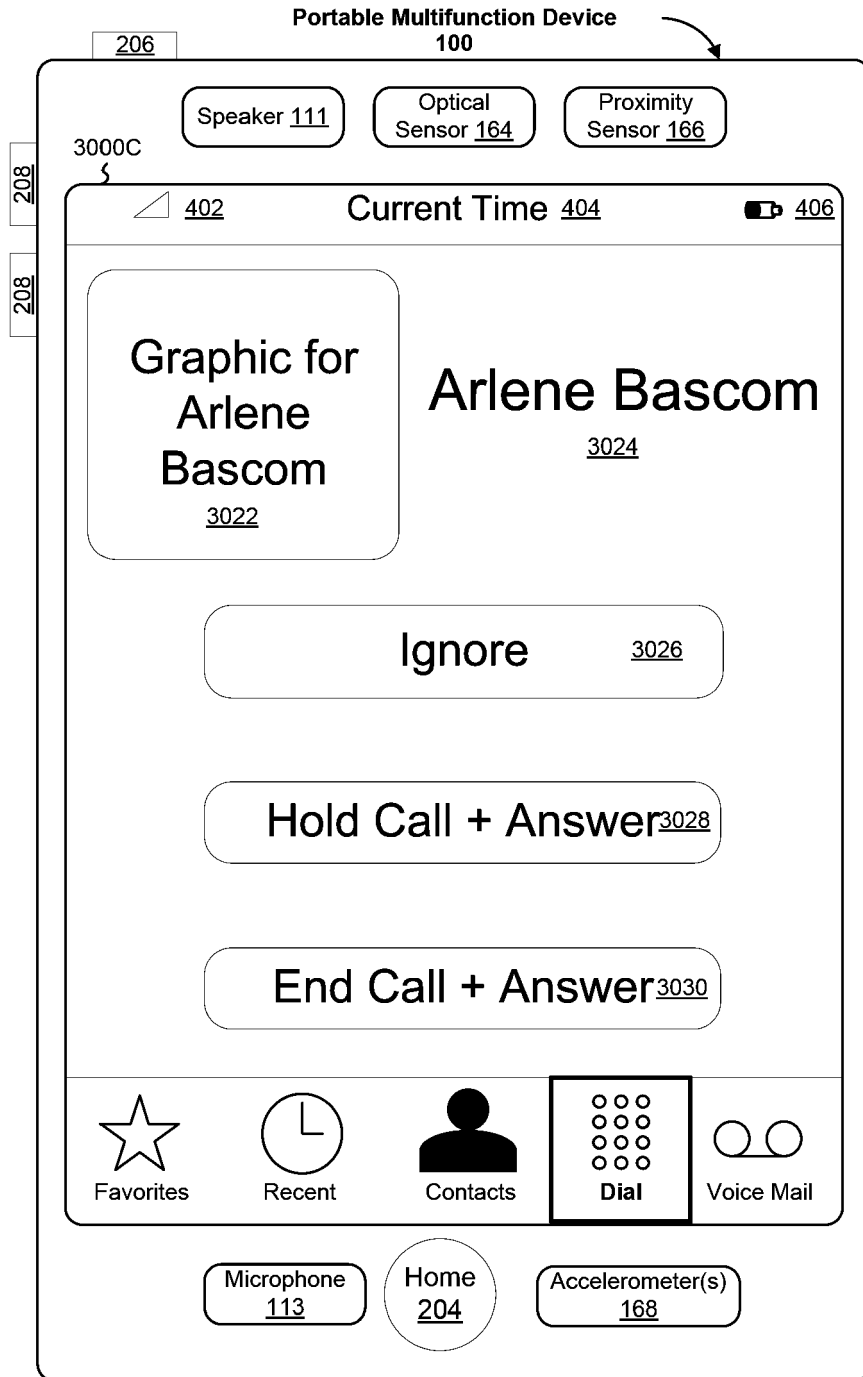 Portable Multifunction Device
100
206
Speaker 111
Optical
Sensor 164
Proximity
Sensor 166
3000C
208
208
402
Current Time 404
406
Graphic for
Arlene
Bascom
3022
Arlene Bascom
3024
Ignore 3026
Hold Call + Answer 3028
End Call + Answer 3030
Favorites
Recent
Contacts
Dial
Voice Mail
Microphone
113
Home
204
Accelerometer(s)
168